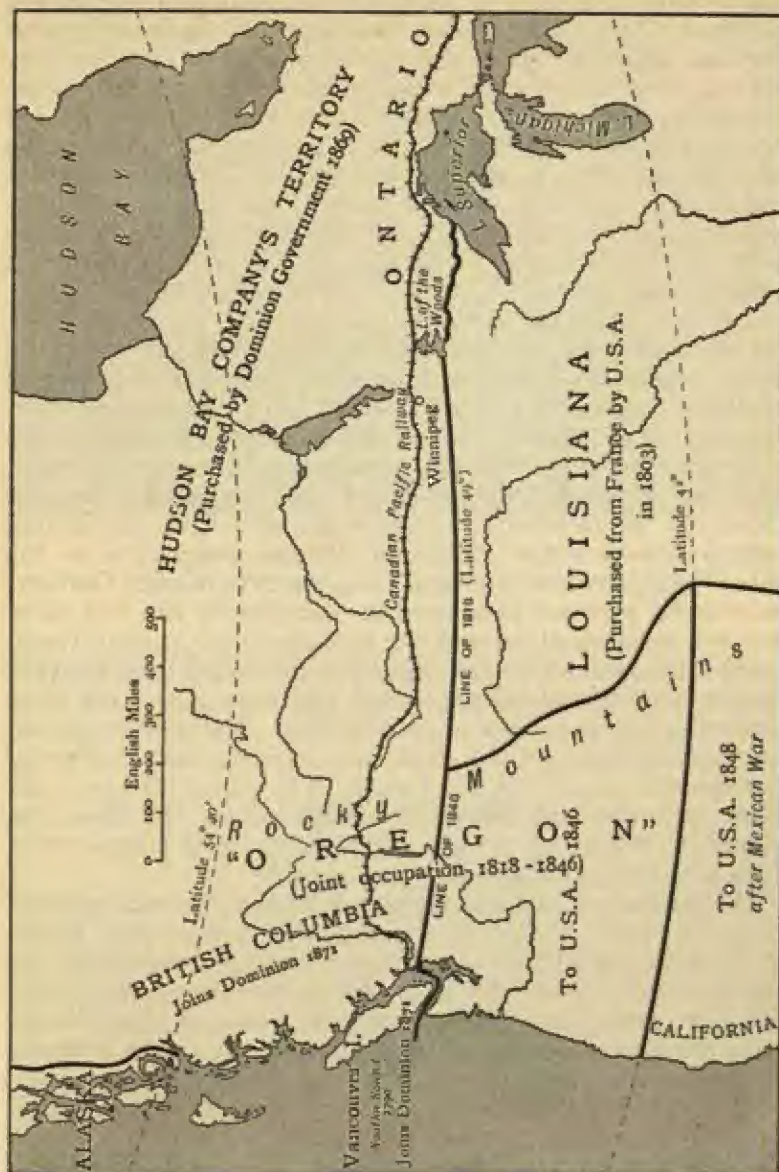 HUDSON
BAY
HUDSON BAY COMPANY'S TERRITORY
(Purchased by Dominion Government 1869)
English Miles
0 100 200 300 400 500
ALASKA
Latitude 54° 40'
BRITISH COLUMBIA
Joins Dominion 1871
Rocky
"OREGON"
(Joint occupation 1818-1846)
Canadian Pacific Railway
Winnipeg
L. of the
Woods
ONTARIO
L. Superior
L. Michigan
Vancouver I.
Nootka Sound
1790
Joins Dominion 1871
LINE OF 1846
LINE OF 1818 (Latitude 49°)
To U.S.A. 1846
Mountains
LOUISIANA
(Purchased from France by U.S.A.
in 1803)
Latitude 42°
CALIFORNIA
To U.S.A. 1848
after Mexican War